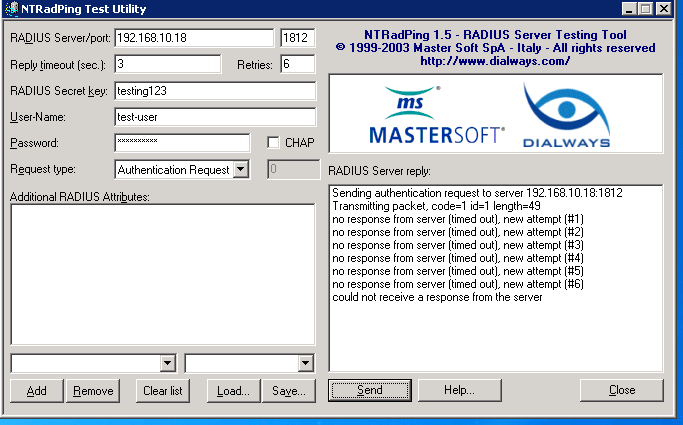 NTRadPing Test Utility
RADIUS Server/port: 192.168.10.18 1812
Reply timeout (sec.): 3 Retries: 6
RADIUS Secret key: testing123
User-Name: test-user
Password: xxxxxxxxxx CHAP
Request type: Authentication Request 0
Additional RADIUS Attributes:
Add Remove Clear list Load... Save...
NTRadPing 1.5 - RADIUS Server Testing Tool
© 1999-2003 Master Soft SpA - Italy - All rights reserved
http://www.dialways.com/
ms
MASTERSOFT®
DIALWAYS
RADIUS Server reply:
Sending authentication request to server 192.168.10.18:1812
Transmitting packet, code=1 id=1 length=49
no response from server (timed out), new attempt (#1)
no response from server (timed out), new attempt (#2)
no response from server (timed out), new attempt (#3)
no response from server (timed out), new attempt (#4)
no response from server (timed out), new attempt (#5)
no response from server (timed out), new attempt (#6)
could not receive a response from the server
Send Help... Close